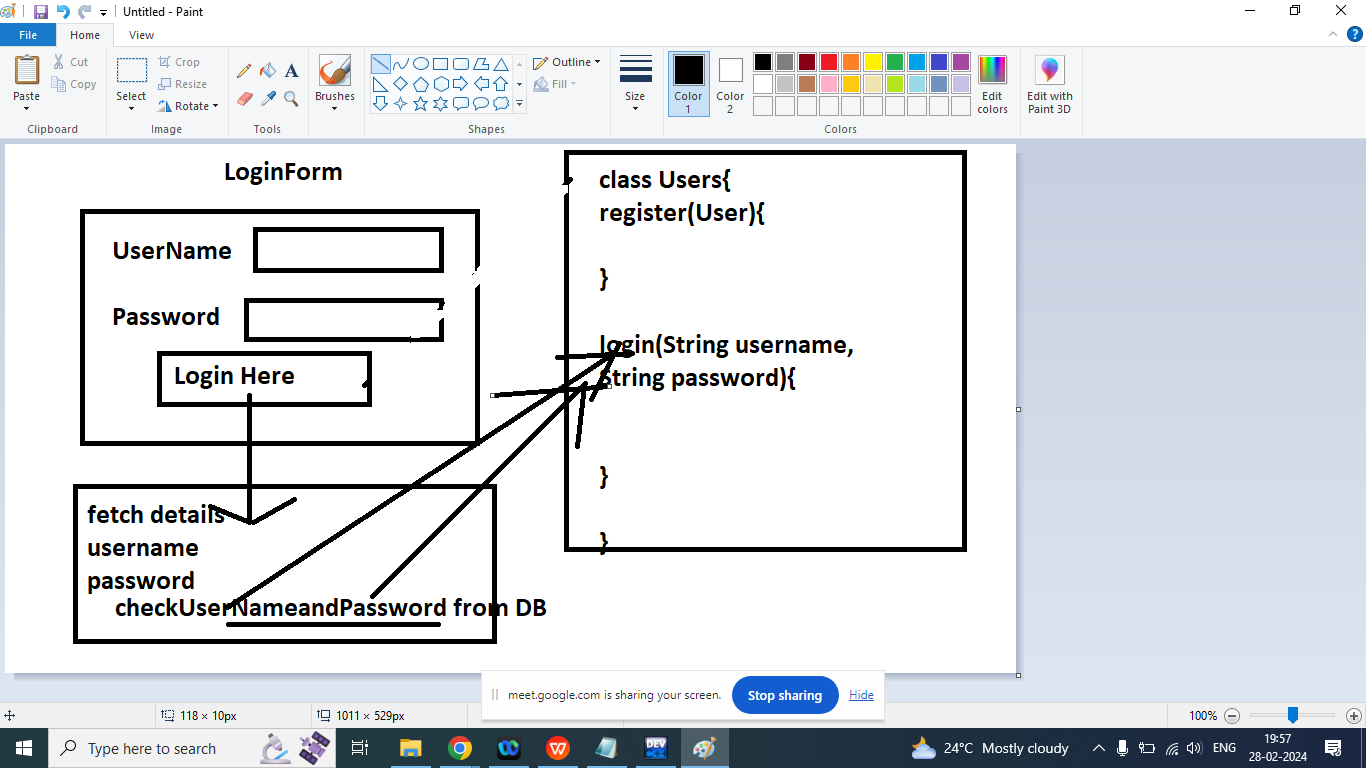 Untitled - Paint
File
Home
View
Paste
Cut
Copy
Clipboard
Select
Crop
Resize
Rotate
Image
A
Tools
Brushes
Shapes
Outline
Fill
Size
Color
1
Color
2
Edit
colors
Colors
Edit with
Paint 3D
LoginForm
UserName
Password
Login Here
fetch details
username
password
checkUserNameandPassword from DB
class Users{
register(User){
}
login(String username,
String password){
}
}
meet.google.com is sharing your screen.
Stop sharing
Hide
118 × 10px
1011 × 529px
100%
Type here to search
W
DEV
24°C Mostly cloudy
ENG
19:57
28-02-2024